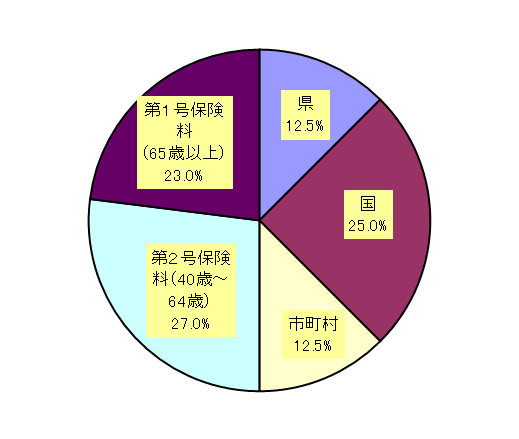 県
12.5%
国
25.0%
市町村
12.5%
第2号保険
料(40歳～
64歳)
27.0%
第1号保険
料
(65歳以上)
23.0%